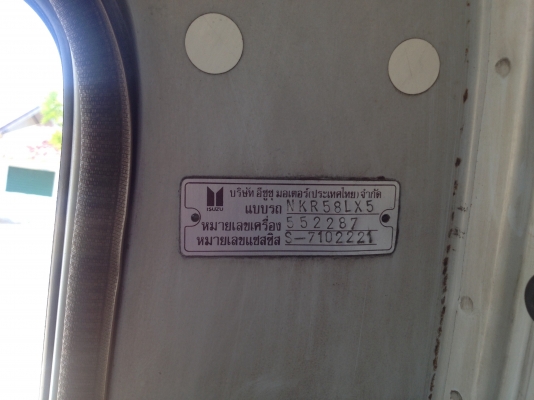 บริษัท อีซูซุ มอเตอร์(ประเทศไทย)จำกัด
ISUZU
แบบรถ NKR58LX5
หมายเลขเครื่อง 552287
หมายเลขแชสซิส S-7102221